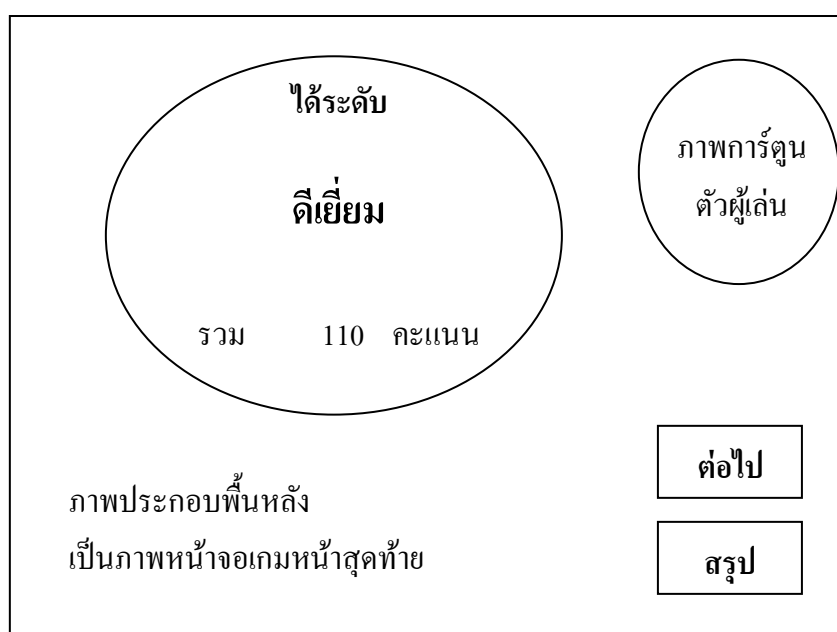 ได้ระดับ
ดีเยี่ยม
รวม 110 คะแนน
ภาพการ์ตูน
ตัวผู้เล่น
ต่อไป
สรุป
ภาพประกอบพื้นหลัง
เป็นภาพหน้าจอเกมหน้าสุดท้าย